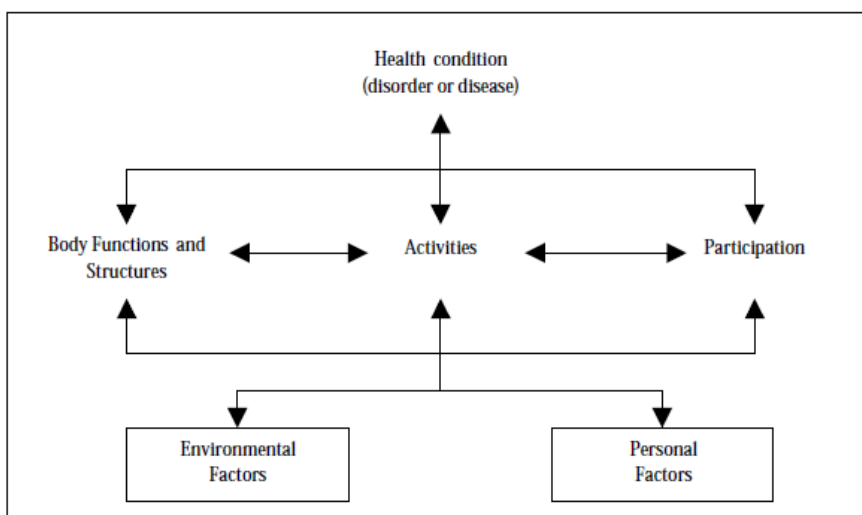 Health condition
(disorder or disease)
Body Functions and
Structures
Activities
Participation
Environmental
Factors
Personal
Factors